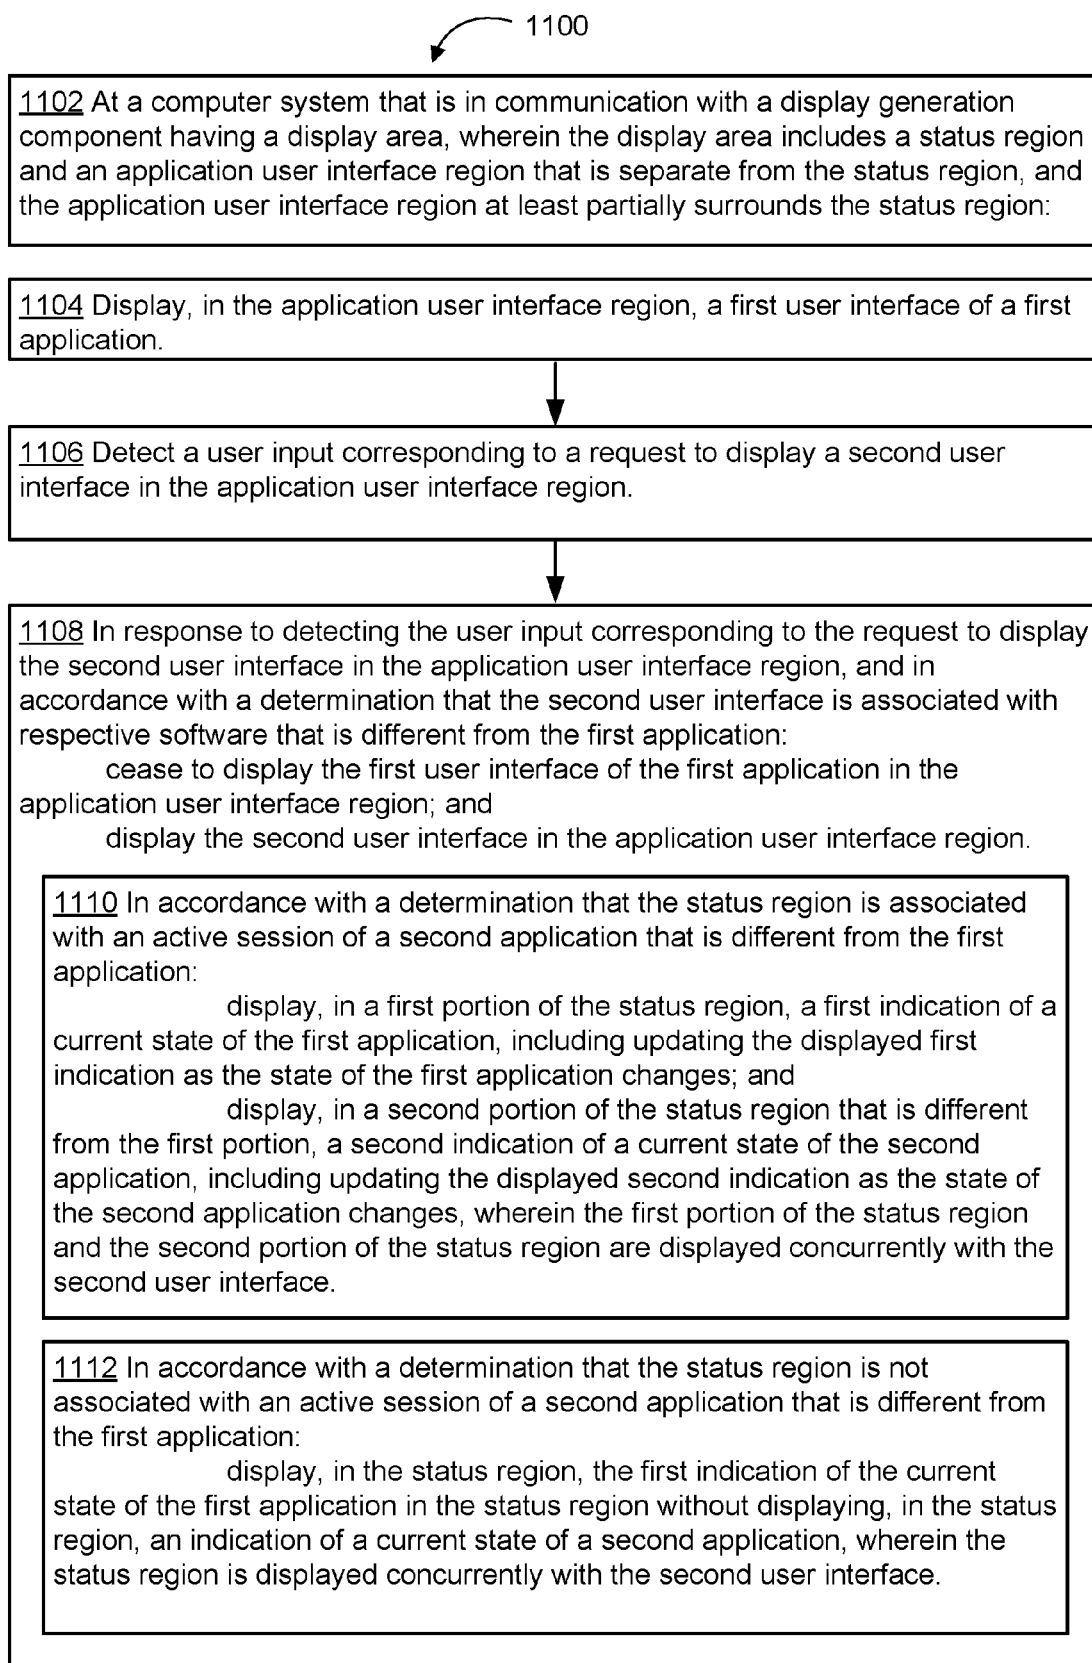 1100
1102 At a computer system that is in communication with a display generation
component having a display area, wherein the display area includes a status region
and an application user interface region that is separate from the status region, and
the application user interface region at least partially surrounds the status region:
1104 Display, in the application user interface region, a first user interface of a first
application.
1106 Detect a user input corresponding to a request to display a second user
interface in the application user interface region.
1108 In response to detecting the user input corresponding to the request to display
the second user interface in the application user interface region, and in
accordance with a determination that the second user interface is associated with
respective software that is different from the first application:
cease to display the first user interface of the first application in the
application user interface region; and
display the second user interface in the application user interface region.
1110 In accordance with a determination that the status region is associated
with an active session of a second application that is different from the first
application:
display, in a first portion of the status region, a first indication of a
current state of the first application, including updating the displayed first
indication as the state of the first application changes; and
display, in a second portion of the status region that is different
from the first portion, a second indication of a current state of the second
application, including updating the displayed second indication as the state of
the second application changes, wherein the first portion of the status region
and the second portion of the status region are displayed concurrently with the
second user interface.
1112 In accordance with a determination that the status region is not
associated with an active session of a second application that is different from
the first application:
display, in the status region, the first indication of the current
state of the first application in the status region without displaying, in the status
region, an indication of a current state of a second application, wherein the
status region is displayed concurrently with the second user interface.